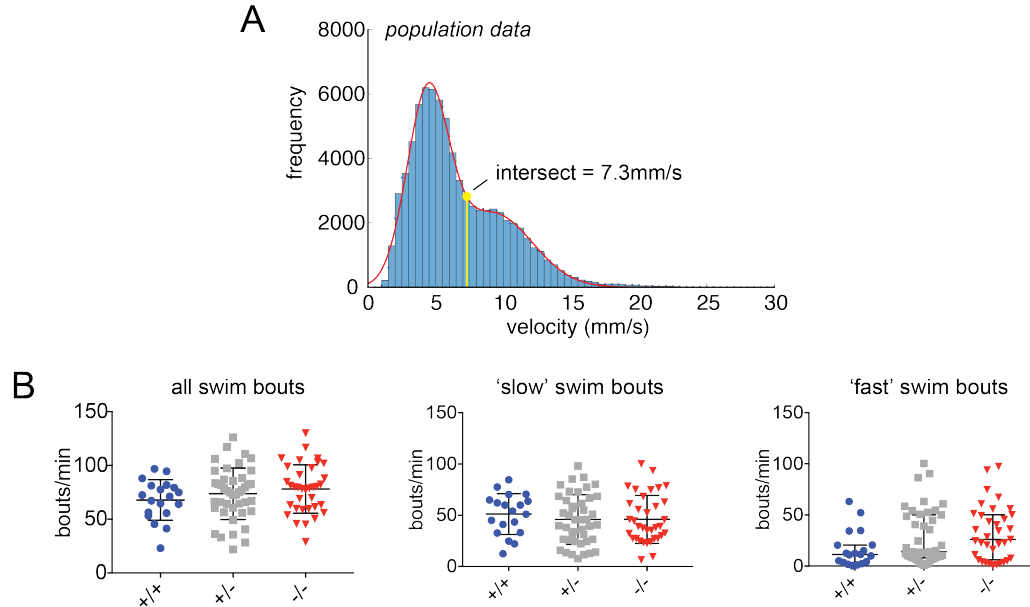 A
population data
8000
6000
4000
2000
0
frequency
intersect = 7.3mm/s
0 5 10 15 20 25 30
velocity (mm/s)
B
all swim bouts
150
100
50
0
bouts/min
+/+ +/- -/-
‘slow’ swim bouts
150
100
50
0
bouts/min
+/+ +/- -/-
‘fast’ swim bouts
150
100
50
0
bouts/min
+/+ +/- -/-